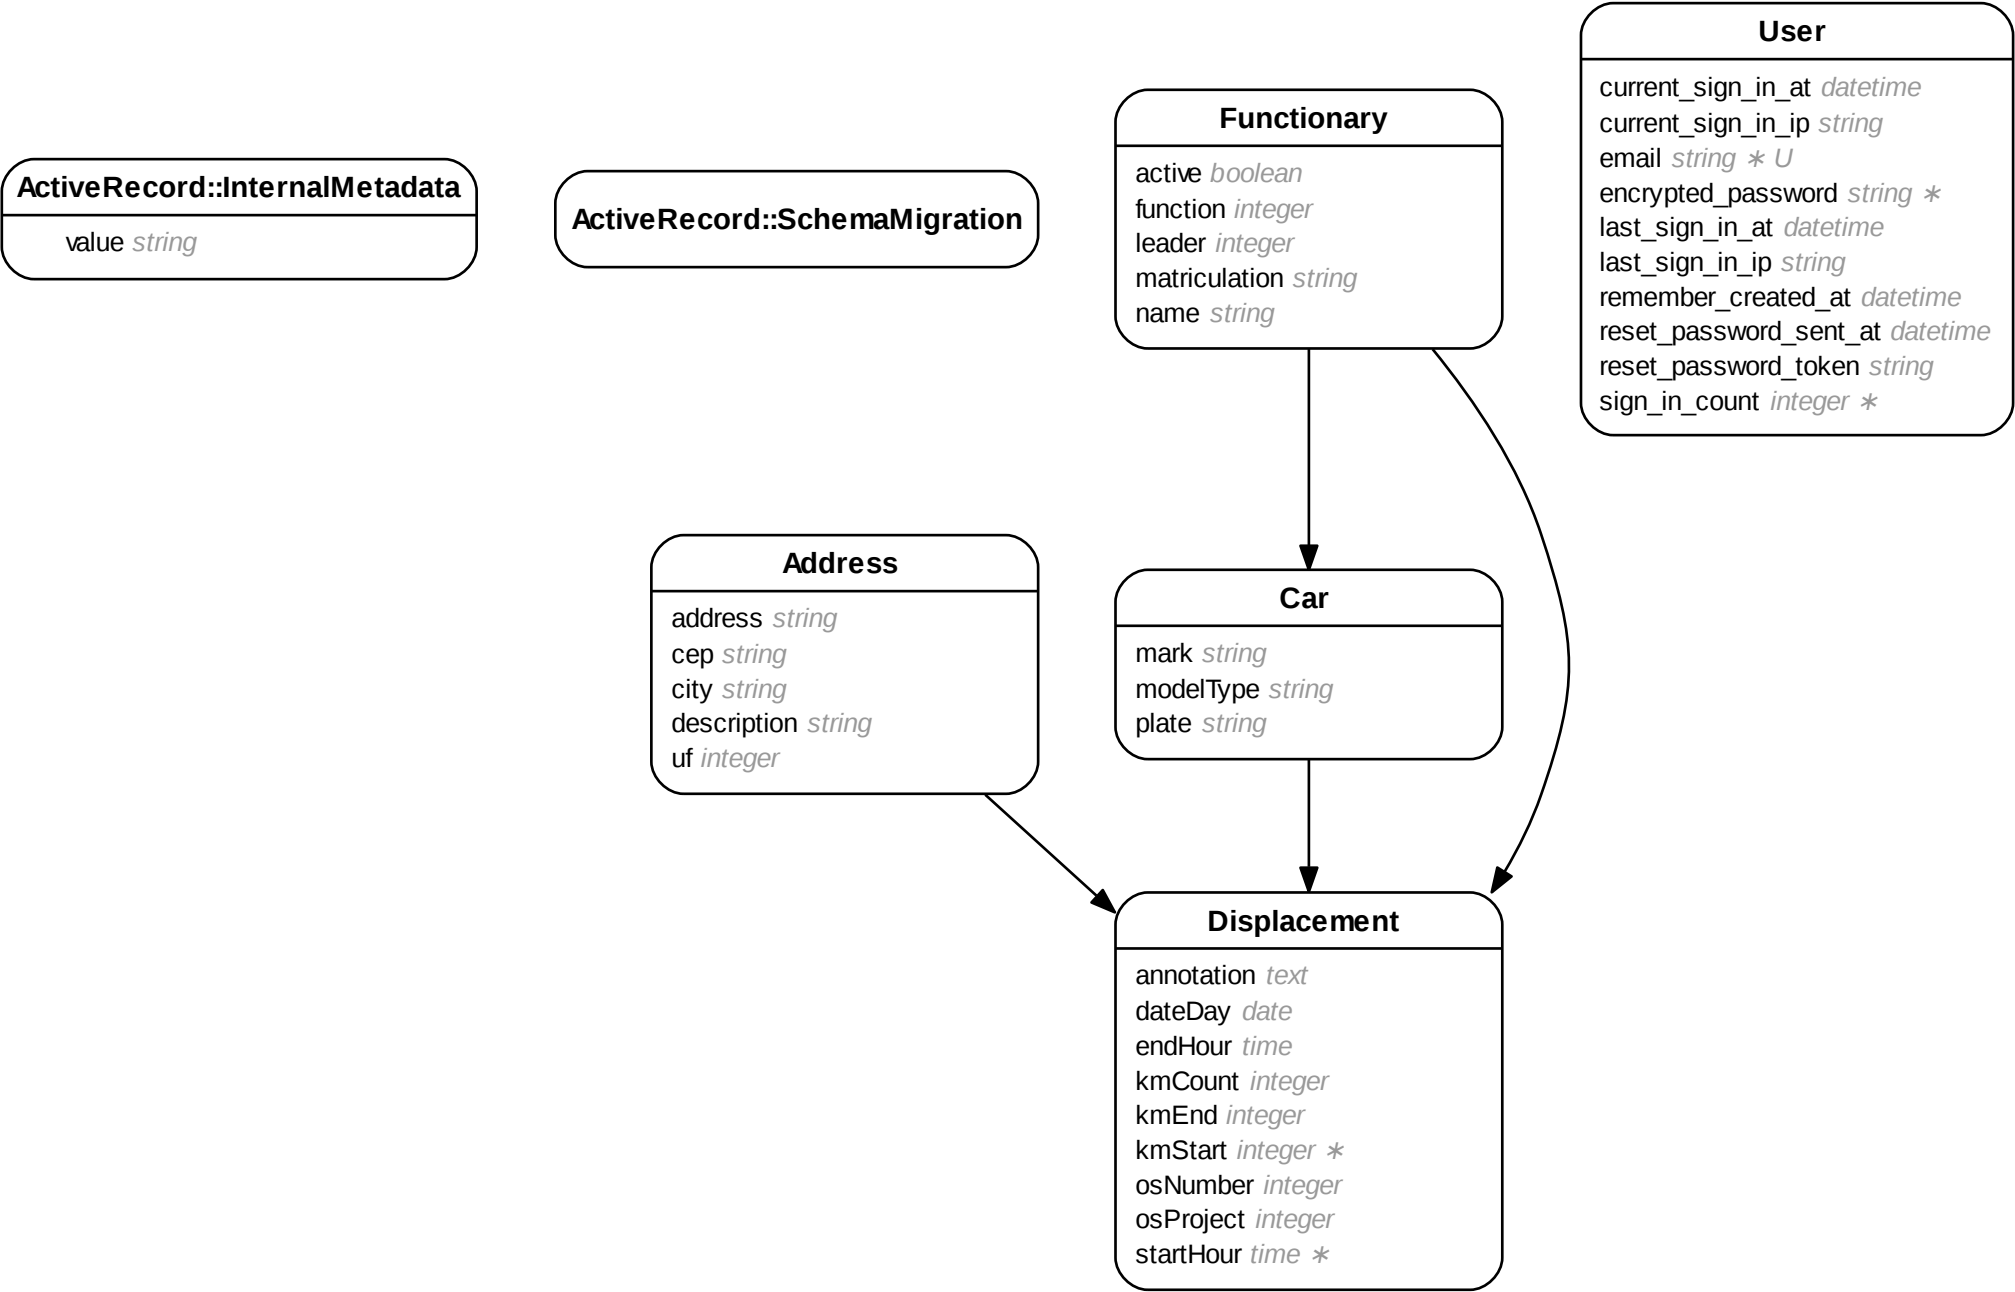 ActiveRecord::InternalMetadata
value string
ActiveRecord::SchemaMigration
Functionary
active boolean
function integer
leader integer
matriculation string
name string
User
current_sign_in_at datetime
current_sign_in_ip string
email string ∗ U
encrypted_password string ∗
last_sign_in_at datetime
last_sign_in_ip string
remember_created_at datetime
reset_password_sent_at datetime
reset_password_token string
sign_in_count integer ∗
Address
address string
cep string
city string
description string
uf integer
Car
mark string
modelType string
plate string
Displacement
annotation text
dateDay date
endHour time
kmCount integer
kmEnd integer
kmStart integer ∗
osNumber integer
osProject integer
startHour time ∗